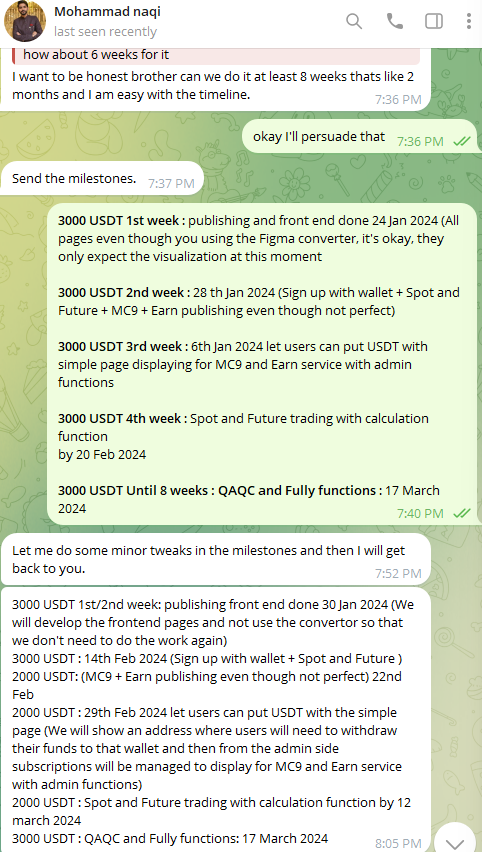 Mohammad naqi
last seen recently
how about 6 weeks for it
I want to be honest brother can we do it at least 8 weeks thats like 2
months and I am easy with the timeline.
7:36 PM
okay I'll persuade that
7:36 PM
Send the milestones.
7:37 PM
3000 USDT 1st week : publishing and front end done 24 Jan 2024 (All
pages even though you using the Figma converter, it's okay, they
only expect the visualization at this moment
3000 USDT 2nd week : 28 th Jan 2024 (Sign up with wallet + Spot and
Future + MC9 + Earn publishing even though not perfect)
3000 USDT 3rd week : 6th Jan 2024 let users can put USDT with
simple page displaying for MC9 and Earn service with admin
functions
3000 USDT 4th week : Spot and Future trading with calculation
function
by 20 Feb 2024
3000 USDT Until 8 weeks : QAQC and Fully functions : 17 March
2024
7:40 PM
Let me do some minor tweaks in the milestones and then I will get
back to you.
7:52 PM
3000 USDT 1st/2nd week: publishing front end done 30 Jan 2024 (We
will develop the frontend pages and not use the convertor so that
we don't need to do the work again)
3000 USDT : 14th Feb 2024 (Sign up with wallet + Spot and Future )
2000 USDT: (MC9 + Earn publishing even though not perfect) 22nd
Feb
2000 USDT : 29th Feb 2024 let users can put USDT with the simple
page (We will show an address where users will need to withdraw
their funds to that wallet and then from the admin side
subscriptions will be managed to display for MC9 and Earn service
with admin functions)
2000 USDT : Spot and Future trading with calculation function by 12
march 2024
3000 USDT : QAQC and Fully functions: 17 March 2024
8:05 PM